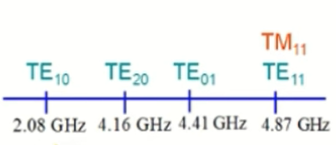 TM₁₁
TE₁₀ TE₂₀ TE₀₁ TE₁₁
2.08 GHz 4.16 GHz 4.41 GHz 4.87 GHz